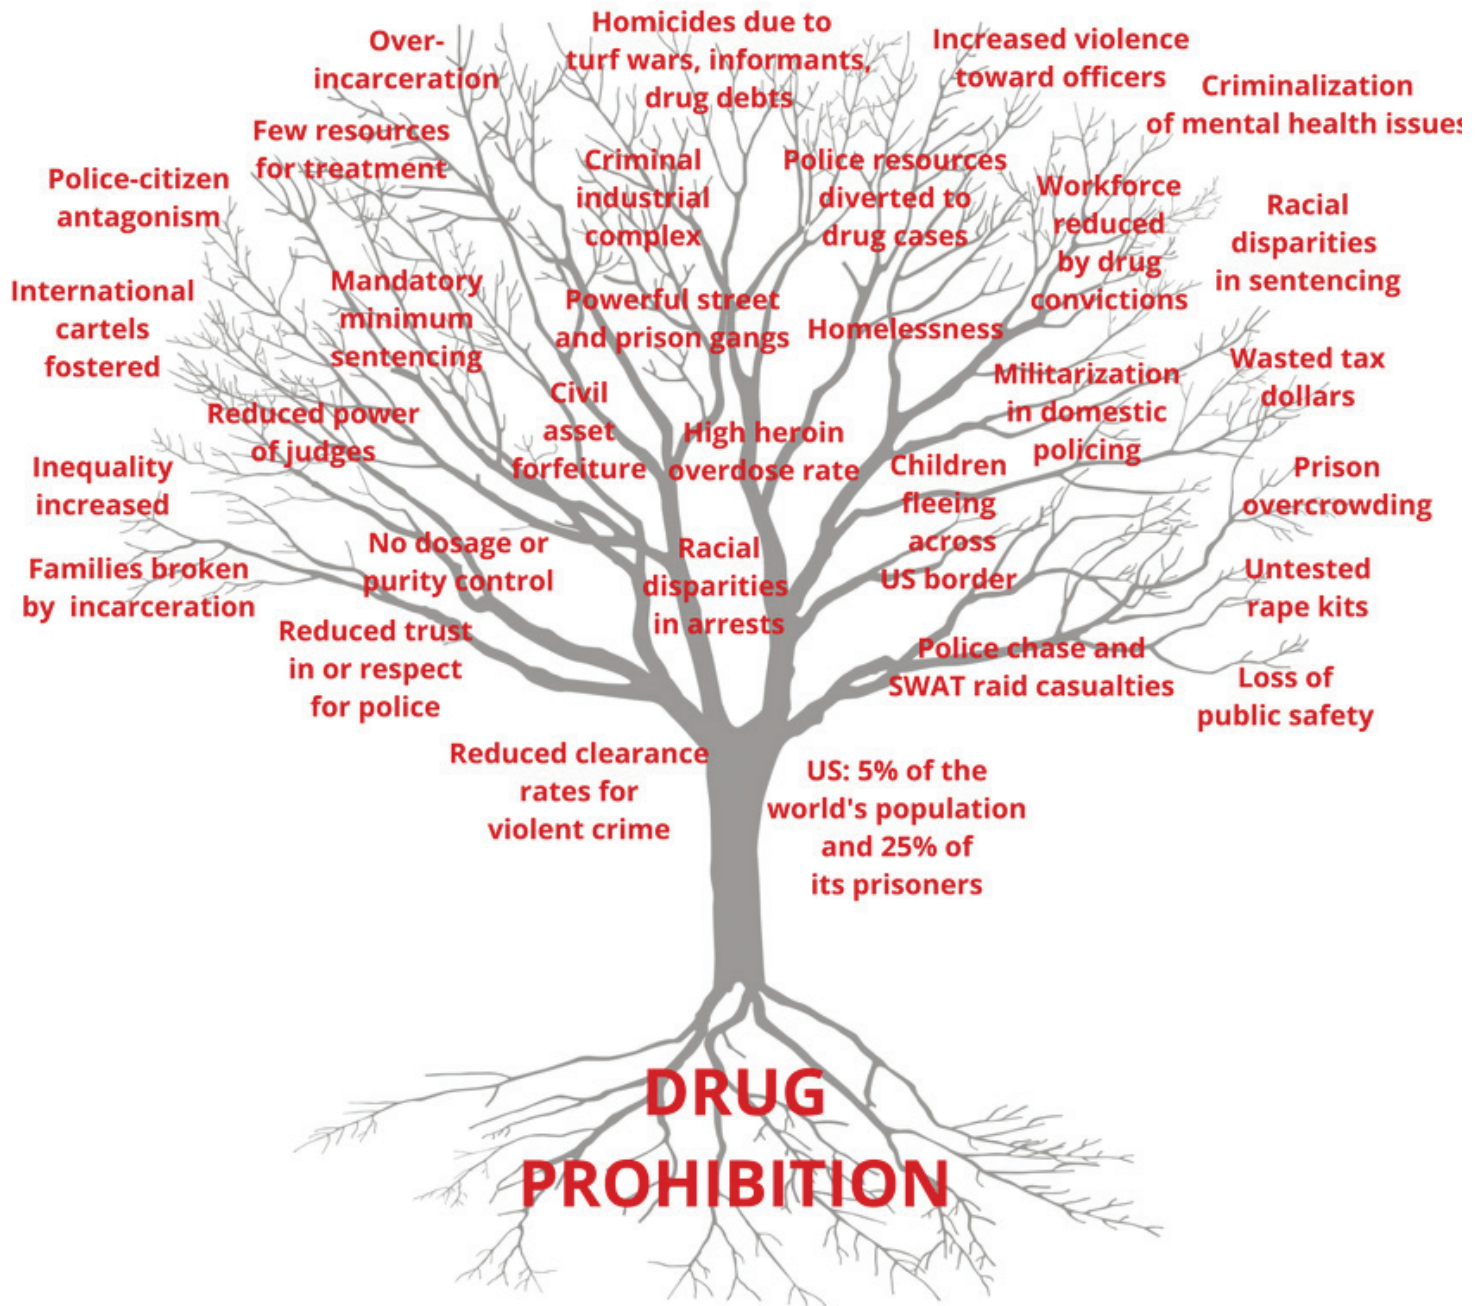 Over-
incarceration
Homicides due to
turf wars, informants,
drug debts
Increased violence
toward officers
Criminalization
of mental health issues
Few resources
for treatment
Police-citizen
antagonism
Criminal
industrial
complex
Police resources
diverted to
drug cases
Workforce
reduced
by drug
convictions
Racial
disparities
in sentencing
International
cartels
fostered
Mandatory
minimum
sentencing
Powerful street
and prison gangs
Homelessness
Militarization
in domestic
policing
Wasted tax
dollars
Reduced power
of judges
Civil
asset
forfeiture
High heroin
overdose rate
Children
fleeing
across
US border
Prison
overcrowding
Inequality
increased
Families broken
by incarceration
No dosage or
purity control
Racial
disparities
in arrests
Untested
rape kits
Reduced trust
in or respect
for police
Police chase and
SWAT raid casualties
Loss of
public safety
Reduced clearance
rates for
violent crime
US: 5% of the
world's population
and 25% of
its prisoners
DRUG
PROHIBITION